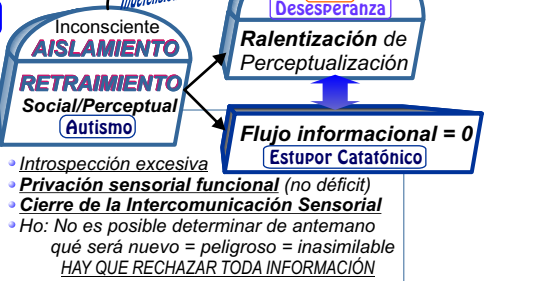 Inconsciente
AISLAMIENTO
RETRAIMIENTO
Social/Perceptual
Autismo
Desesperanza
Ralentización de
Perceptualización
Flujo informacional = 0
Estupor Catatónico
Introspección excesiva
Privación sensorial funcional (no déficit)
Cierre de la Intercomunicación Sensorial
Ho: No es posible determinar de antemano
qué será nuevo = peligroso = inasimilable
HAY QUE RECHAZAR TODA INFORMACIÓN